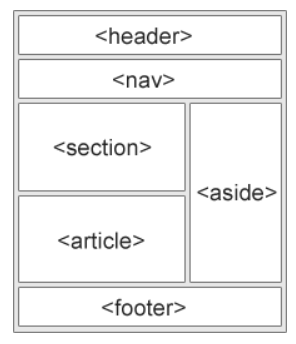 <header>
<nav>
<section>
<aside>
<article>
<footer>